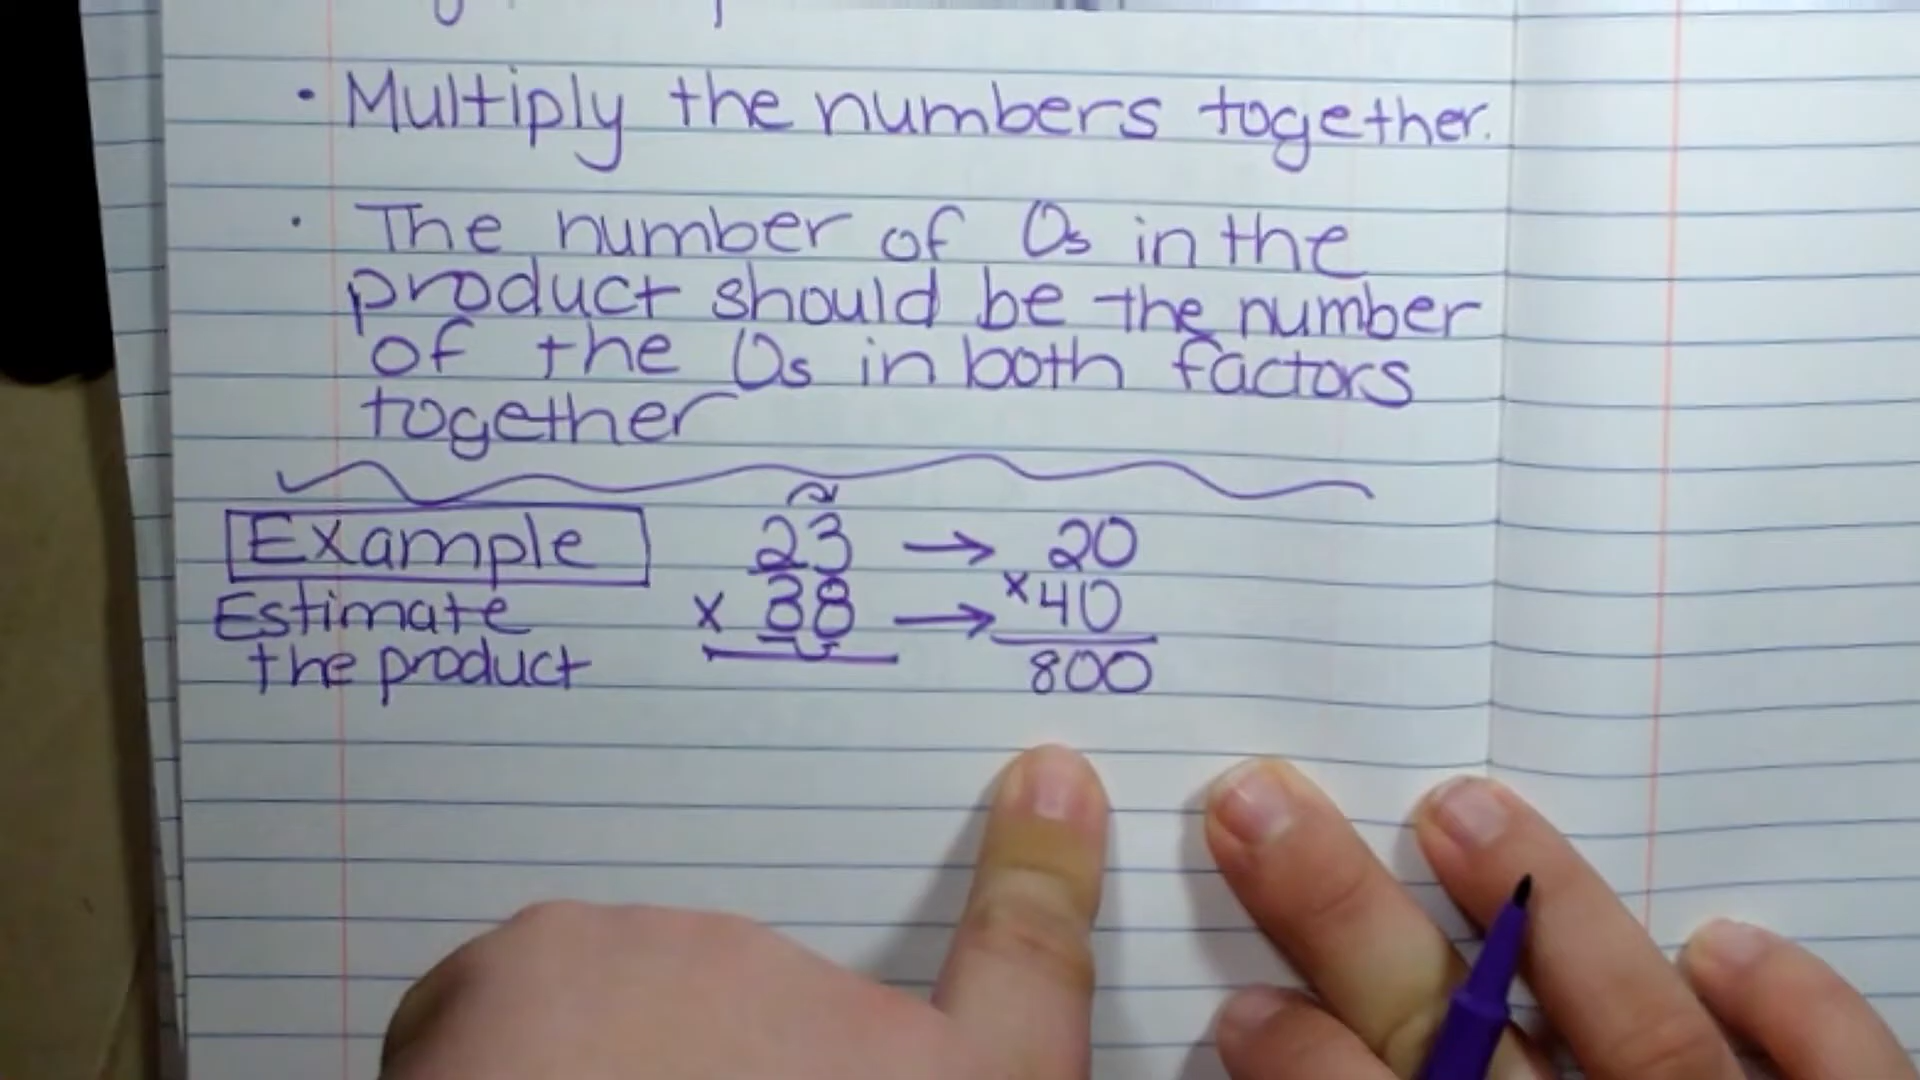 • Multiply the numbers together.
• The number of 0s in the
product should be the number
of the 0s in both factors
together
Example 23 → 20
Estimate x 38 → x 40
the product 800